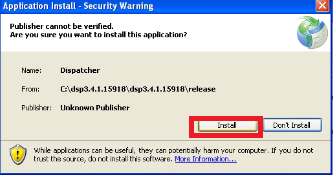 Application Install - Security Warning
Publisher cannot be verified.
Are you sure you want to install this application?
Name: Dispatcher
From: C:\dsp3.4.1.15918\dsp3.4.1.15918\release
Publisher: Unknown Publisher
Install Don't Install
While applications can be useful, they can potentially harm your computer. If you do not
trust the source, do not install this software. More Information...